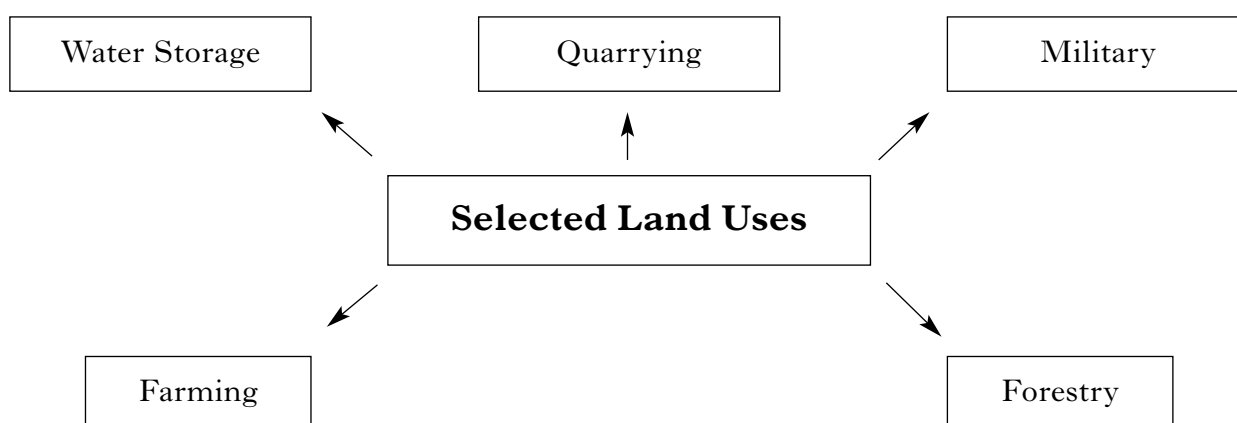 Water Storage
Quarrying
Military
Selected Land Uses
Farming
Forestry